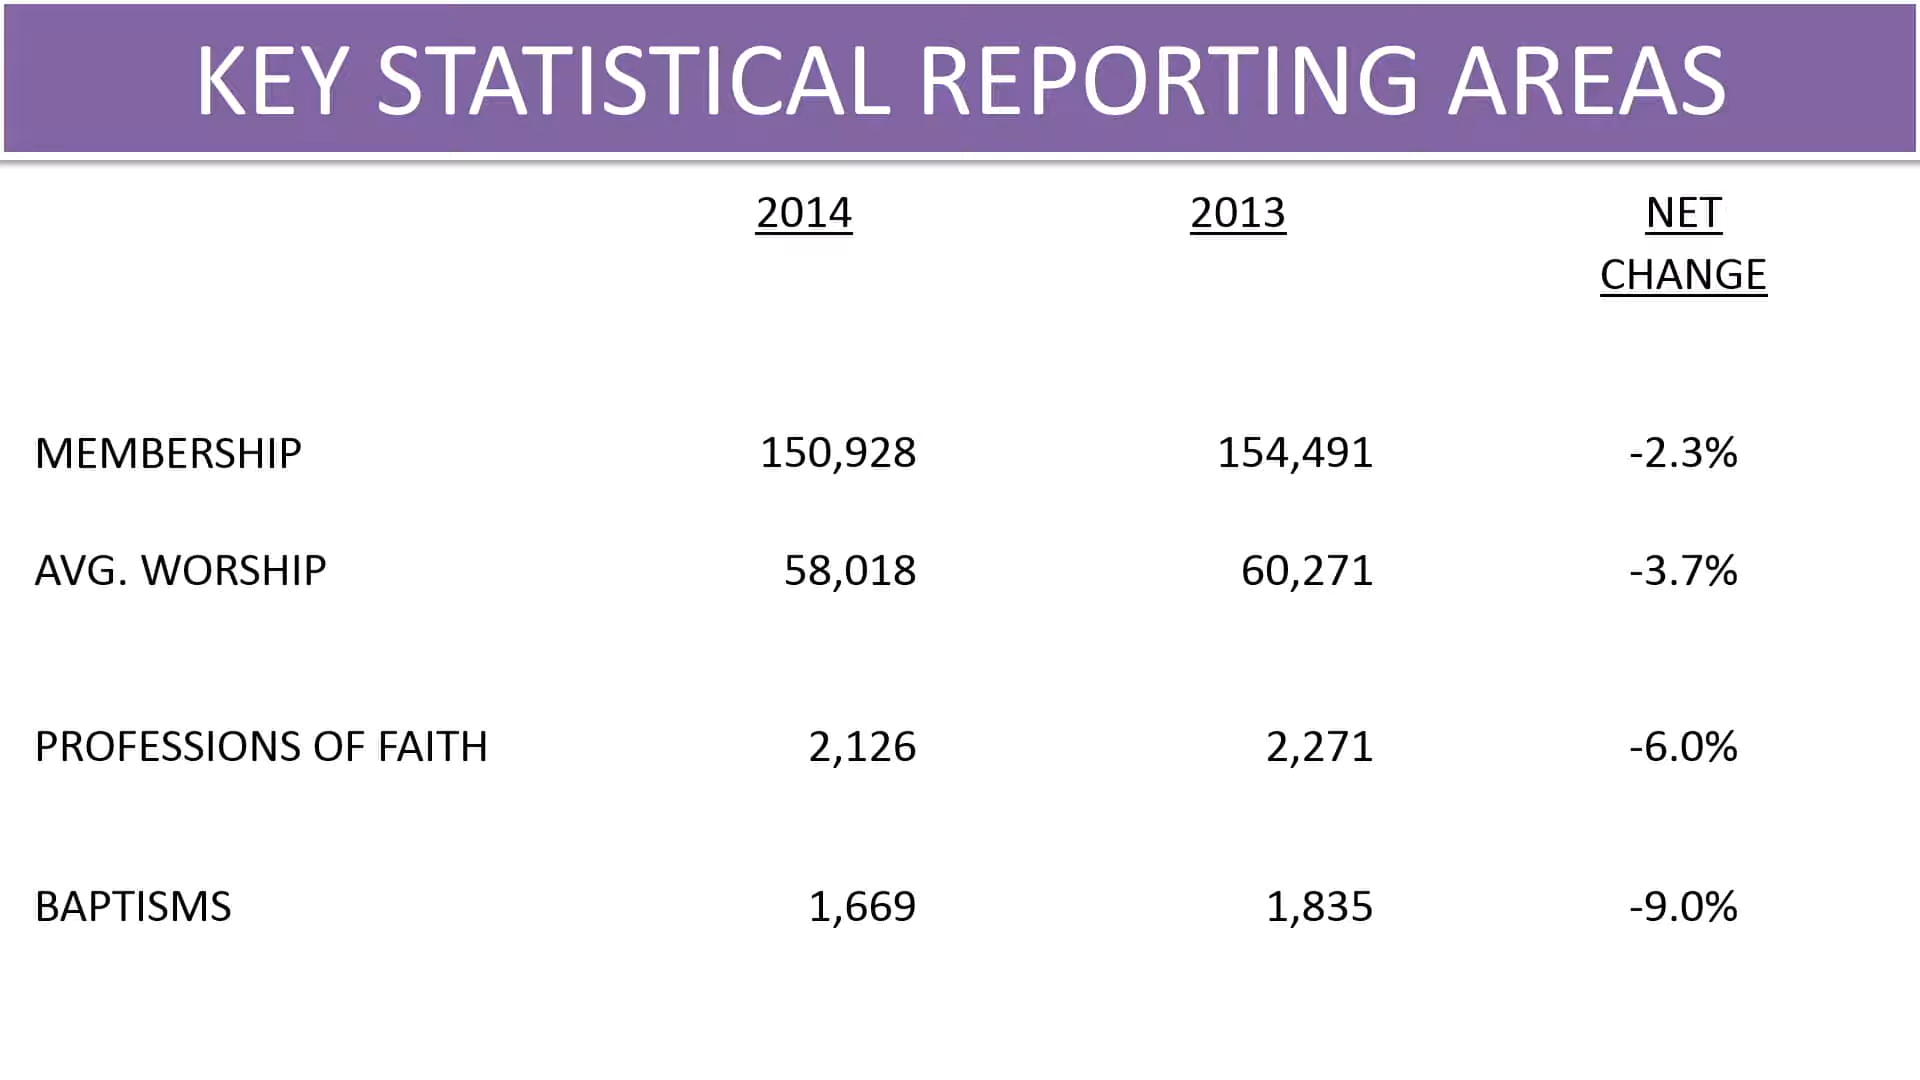 KEY STATISTICAL REPORTING AREAS
2014 2013 NET
CHANGE
MEMBERSHIP 150,928 154,491 -2.3%
AVG. WORSHIP 58,018 60,271 -3.7%
PROFESSIONS OF FAITH 2,126 2,271 -6.0%
BAPTISMS 1,669 1,835 -9.0%